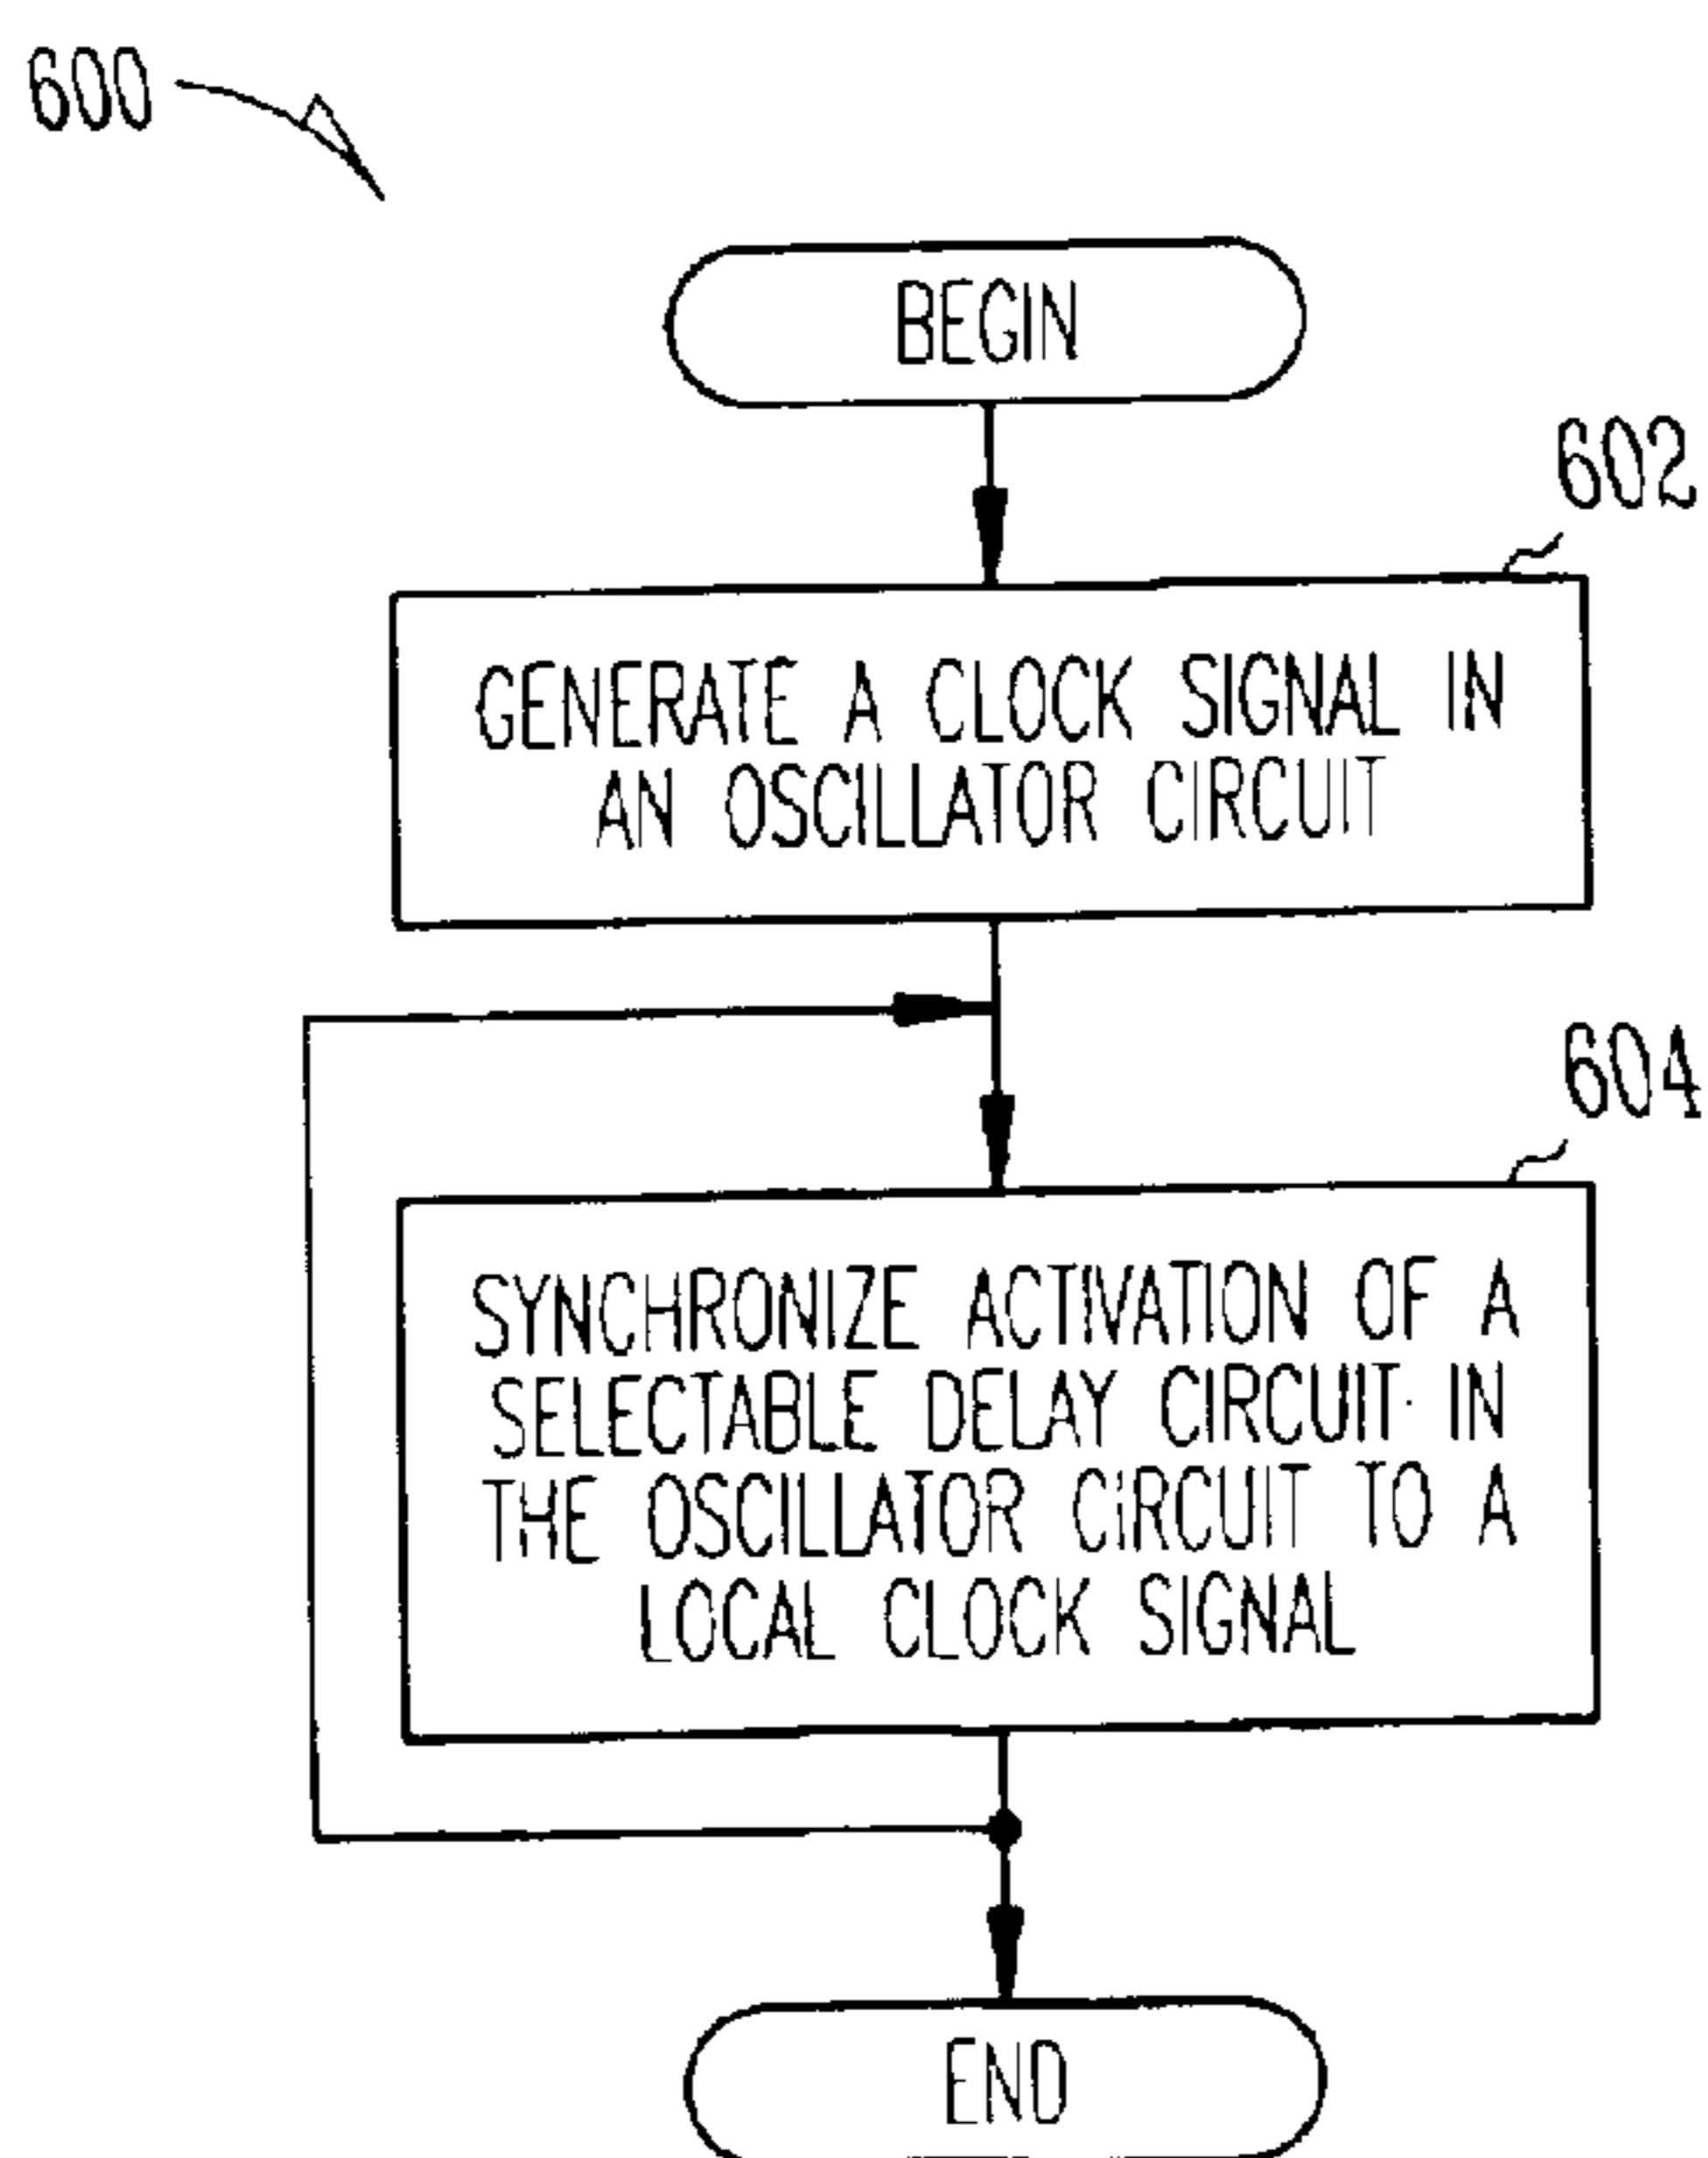 600
BEGIN
602
GENERATE A CLOCK SIGNAL IN
AN OSCILLATOR CIRCUIT
604
SYNCHRONIZE ACTIVATION OF A
SELECTABLE DELAY CIRCUIT IN
THE OSCILLATOR CIRCUIT TO A
LOCAL CLOCK SIGNAL
END